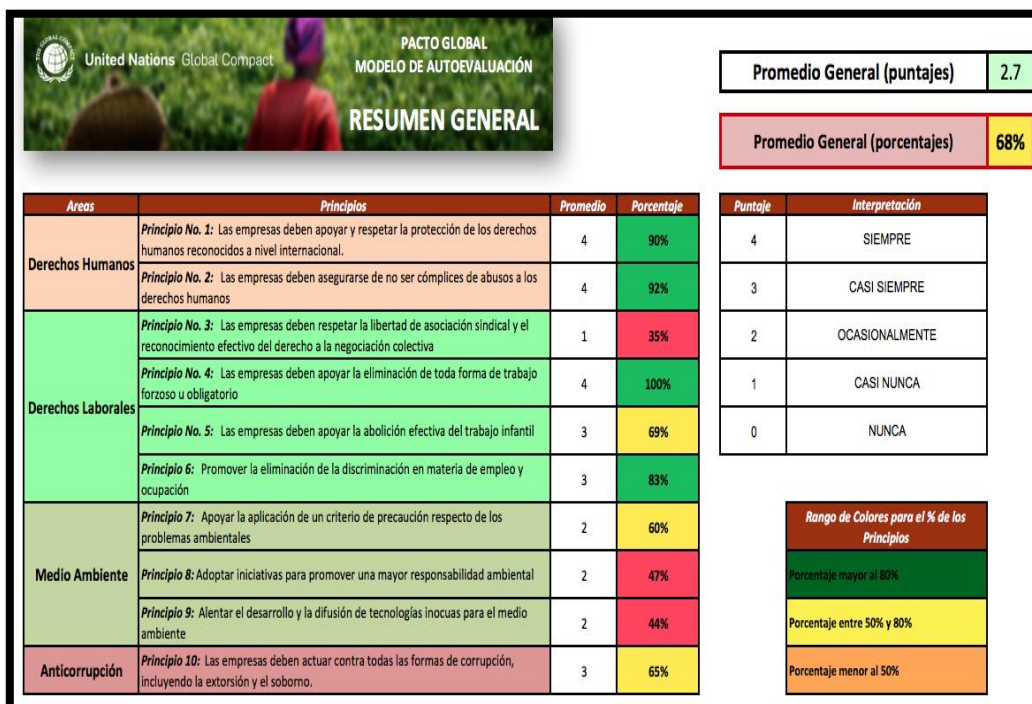 THE GLOBAL COMPACT
United Nations Global Compact
PACTO GLOBAL
MODELO DE AUTOEVALUACIÓN
RESUMEN GENERAL
Promedio General (puntajes) 2.7
Promedio General (porcentajes) 68%
Areas Principios Promedio Porcentaje
Derechos Humanos
Principio No. 1: Las empresas deben apoyar y respetar la protección de los derechos
humanos reconocidos a nivel internacional.
4 90%
Principio No. 2: Las empresas deben asegurarse de no ser cómplices de abusos a los
derechos humanos
4 92%
Derechos Laborales
Principio No. 3: Las empresas deben respetar la libertad de asociación sindical y el
reconocimiento efectivo del derecho a la negociación colectiva
1 35%
Principio No. 4: Las empresas deben apoyar la eliminación de toda forma de trabajo
forzoso u obligatorio
4 100%
Principio No. 5: Las empresas deben apoyar la abolición efectiva del trabajo infantil
3 69%
Principio 6: Promover la eliminación de la discriminación en materia de empleo y
ocupación
3 83%
Medio Ambiente
Principio 7: Apoyar la aplicación de un criterio de precaución respecto de los
problemas ambientales
2 60%
Principio 8: Adoptar iniciativas para promover una mayor responsabilidad ambiental
2 47%
Principio 9: Alentar el desarrollo y la difusión de tecnologías inocuas para el medio
ambiente
2 44%
Anticorrupción
Principio 10: Las empresas deben actuar contra todas las formas de corrupción,
incluyendo la extorsión y el soborno.
3 65%
Puntaje Interpretación
4 SIEMPRE
3 CASI SIEMPRE
2 OCASIONALMENTE
1 CASI NUNCA
0 NUNCA
Rango de Colores para el % de los
Principios
Porcentaje mayor al 80%
Porcentaje entre 50% y 80%
Porcentaje menor al 50%